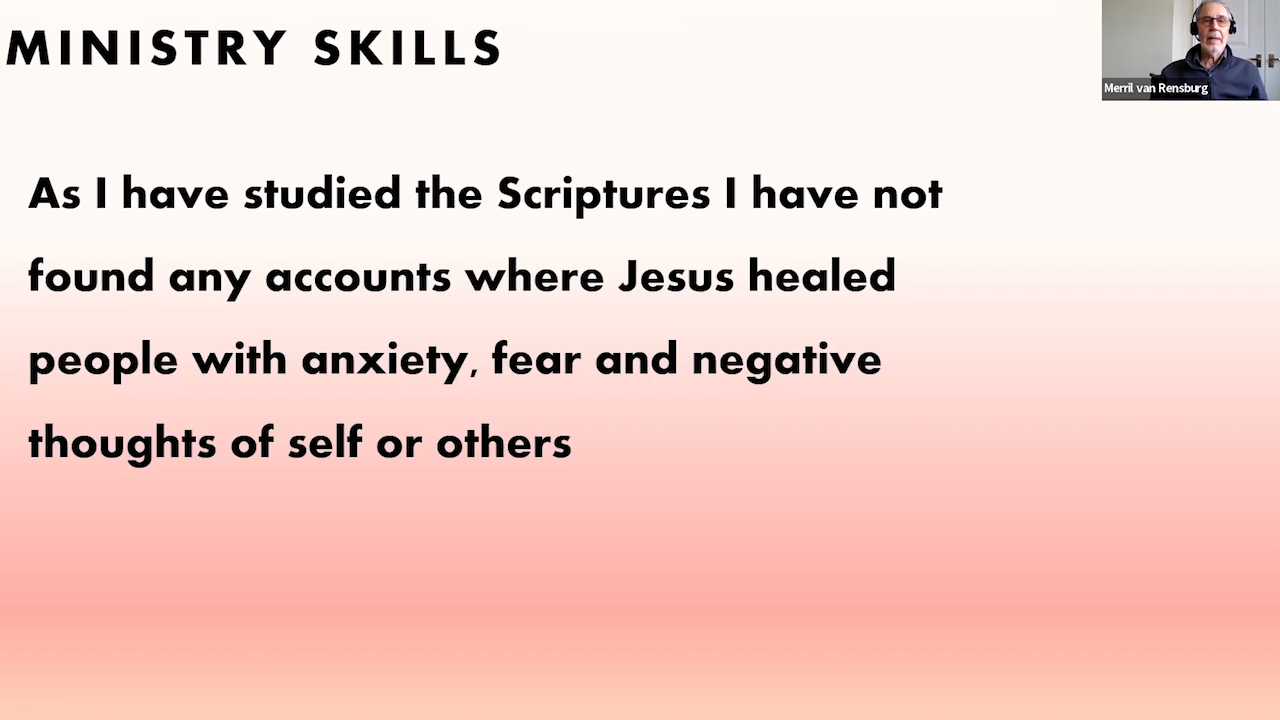 MINISTRY SKILLS
Merril van Rensburg
As I have studied the Scriptures I have not
found any accounts where Jesus healed
people with anxiety, fear and negative
thoughts of self or others